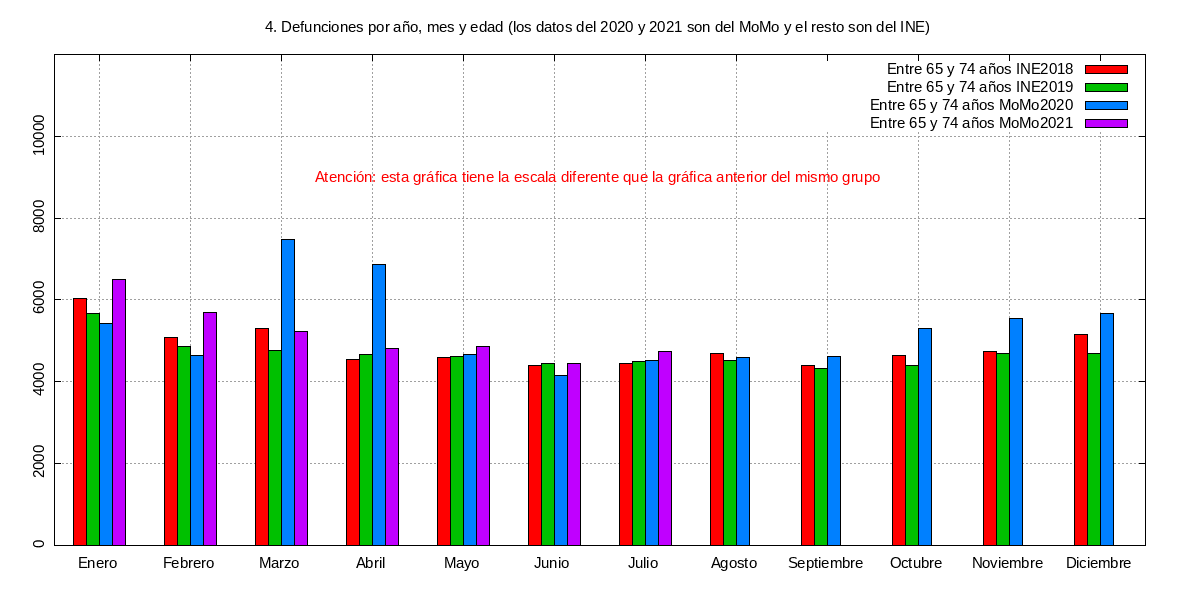 4. Defunciones por año, mes y edad (los datos del 2020 y 2021 son del MoMo y el resto son del INE)
Entre 65 y 74 años INE2018
Entre 65 y 74 años INE2019
Entre 65 y 74 años MoMo2020
Entre 65 y 74 años MoMo2021
Atención: esta gráfica tiene la escala diferente que la gráfica anterior del mismo grupo
10000
8000
6000
4000
2000
0
Enero Febrero Marzo Abril Mayo Junio Julio Agosto Septiembre Octubre Noviembre Diciembre